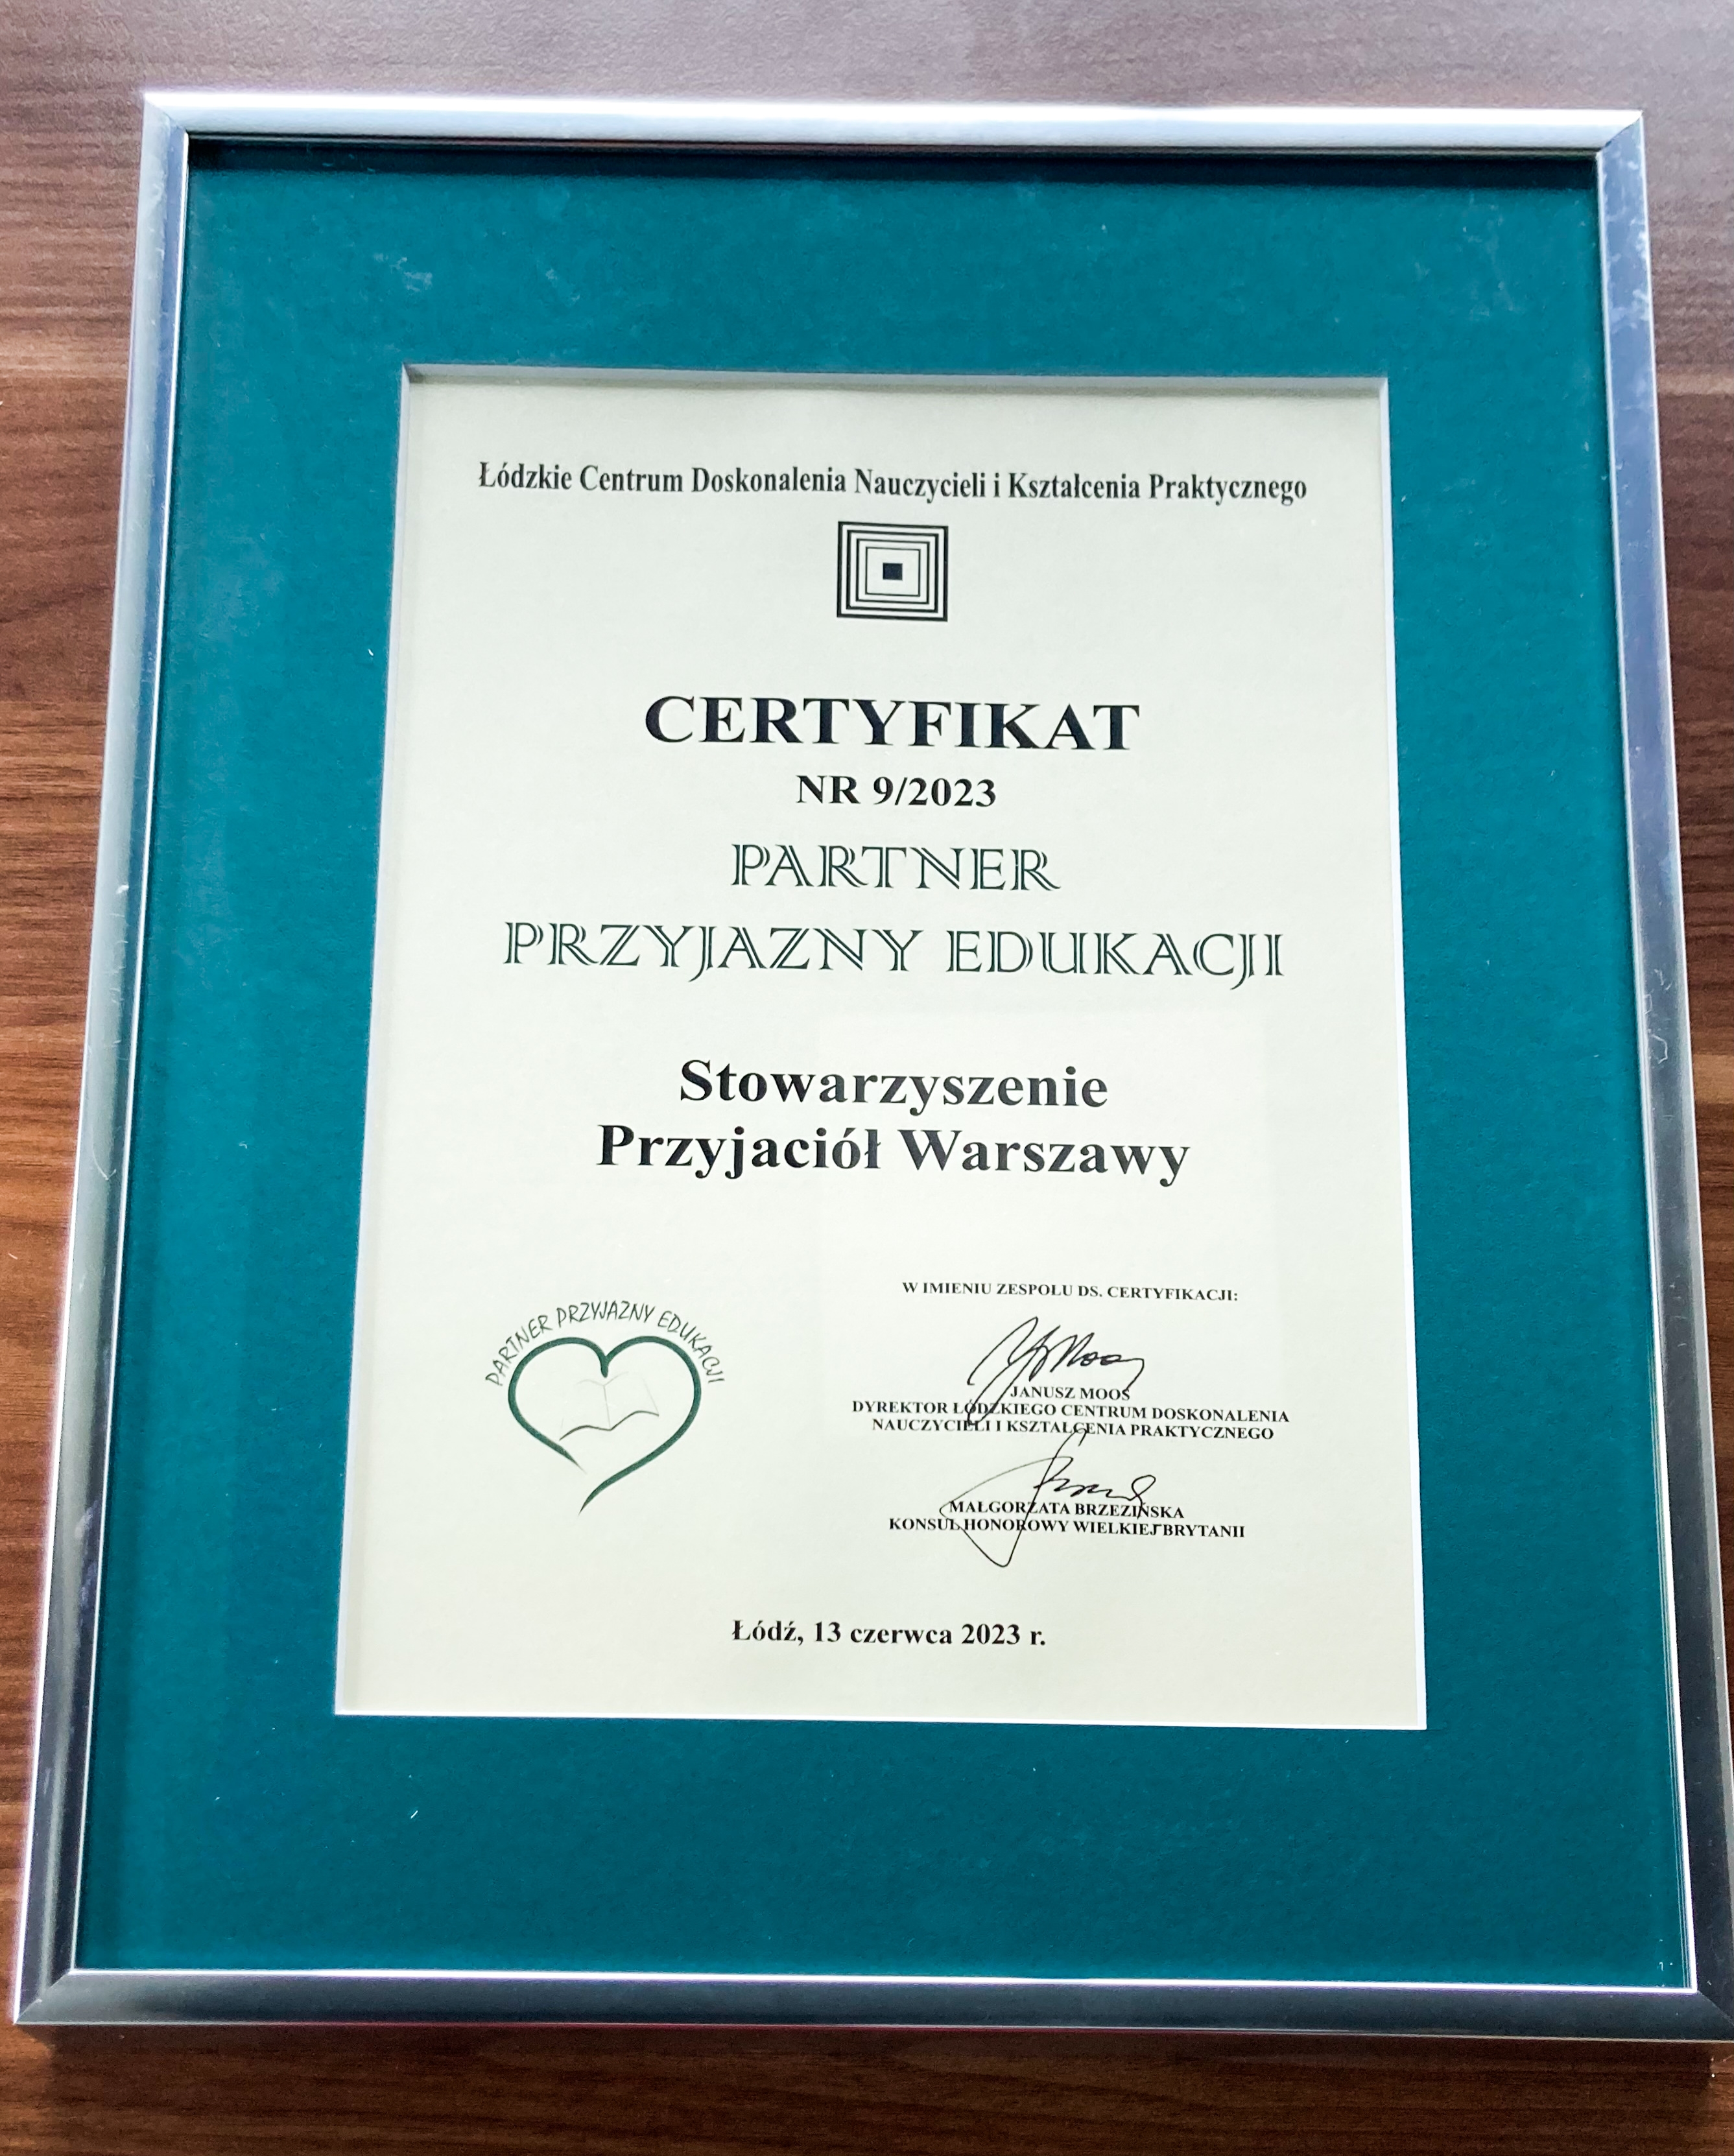 Łódzkie Centrum Doskonalenia Nauczycieli i Kształcenia Praktycznego
CERTYFIKAT
NR 9/2023
PARTNER
PRZYJAZNY EDUKACJI
Stowarzyszenie
Przyjaciół Warszawy
PARTNER PRZYJAZNY EDUKACJI
W IMIENIU ZESPOŁU DS. CERTYFIKACJI:
JANUSZ MOOS
DYREKTOR ŁÓDZKIEGO CENTRUM DOSKONALENIA
NAUCZYCIELI I KSZTAŁCENIA PRAKTYCZNEGO
MAŁGORZATA BRZEZIŃSKA
KONSUL HONOROWY WIELKIEJ BRYTANII
Łódź, 13 czerwca 2023 r.